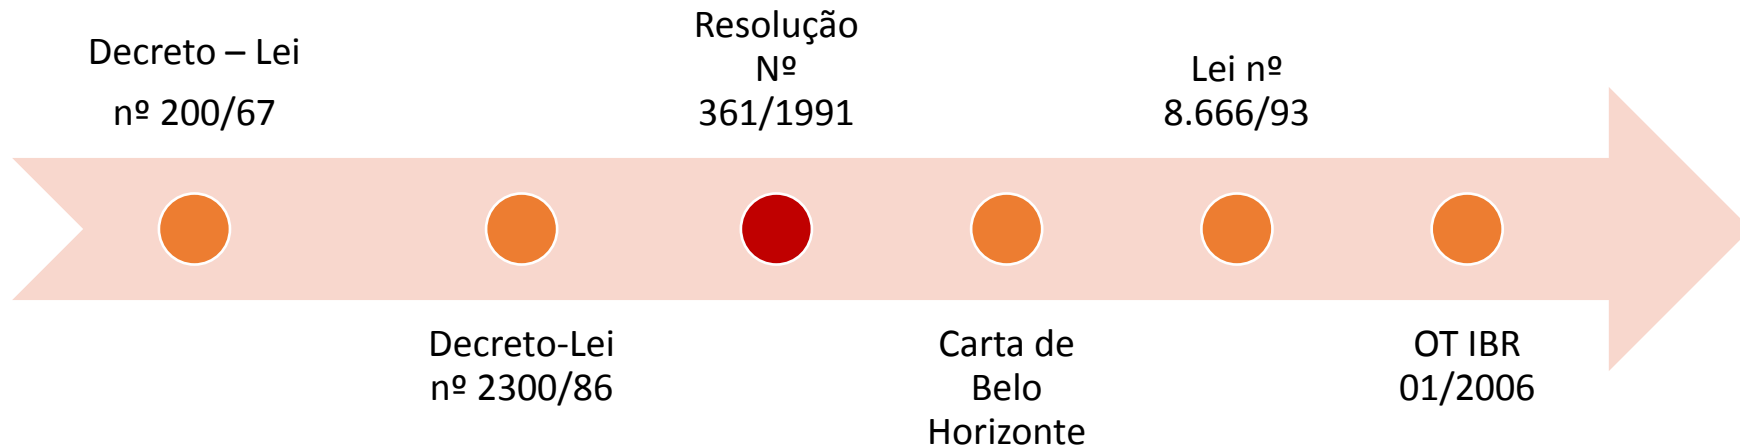 Decreto – Lei
nº 200/67
Decreto-Lei
nº 2300/86
Resolução
Nº
361/1991
Carta de
Belo
Horizonte
Lei nº
8.666/93
OT IBR
01/2006